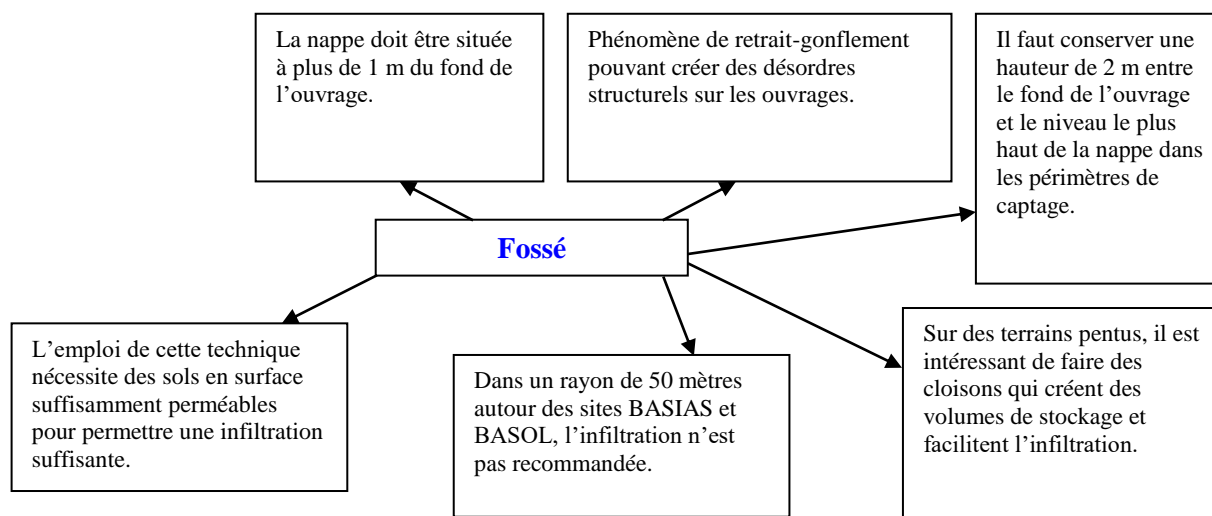 La nappe doit être située
à plus de 1 m du fond de
l’ouvrage.
Phénomène de retrait-gonflement
pouvant créer des désordres
structurels sur les ouvrages.
Il faut conserver une
hauteur de 2 m entre
le fond de l’ouvrage
et le niveau le plus
haut de la nappe dans
les périmètres de
captage.
Fossé
L’emploi de cette technique
nécessite des sols en surface
suffisamment perméables
pour permettre une infiltration
suffisante.
Dans un rayon de 50 mètres
autour des sites BASIAS et
BASOL, l’infiltration n’est
pas recommandée.
Sur des terrains pentus, il est
intéressant de faire des
cloisons qui créent des
volumes de stockage et
facilitent l’infiltration.